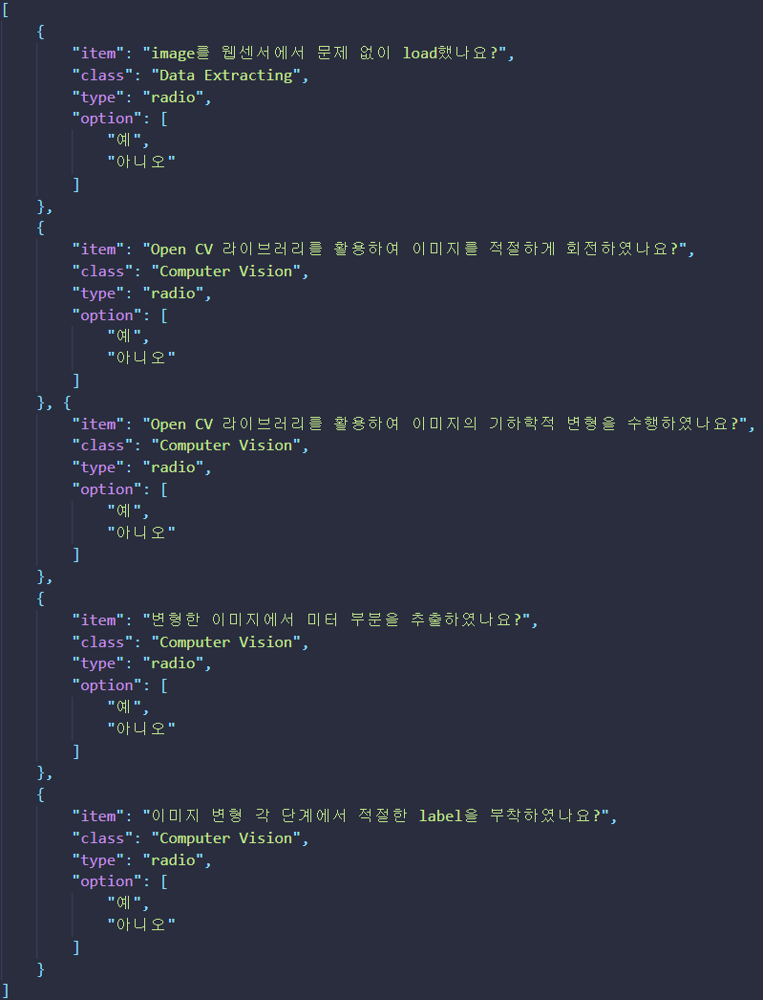 [
    {
        "item": "image를 웹센서에서 문제 없이 load했나요?",
        "class": "Data Extracting",
        "type": "radio",
        "option": [
            "예",
            "아니오"
        ]
    },
    {
        "item": "Open CV 라이브러리를 활용하여 이미지를 적절하게 회전하였나요?",
        "class": "Computer Vision",
        "type": "radio",
        "option": [
            "예",
            "아니오"
        ]
    }, {
        "item": "Open CV 라이브러리를 활용하여 이미지의 기하학적 변형을 수행하였나요?",
        "class": "Computer Vision",
        "type": "radio",
        "option": [
            "예",
            "아니오"
        ]
    },
    {
        "item": "변형한 이미지에서 미터 부분을 추출하였나요?",
        "class": "Computer Vision",
        "type": "radio",
        "option": [
            "예",
            "아니오"
        ]
    },
    {
        "item": "이미지 변형 각 단계에서 적절한 label을 부착하였나요?",
        "class": "Computer Vision",
        "type": "radio",
        "option": [
            "예",
            "아니오"
        ]
    }
]